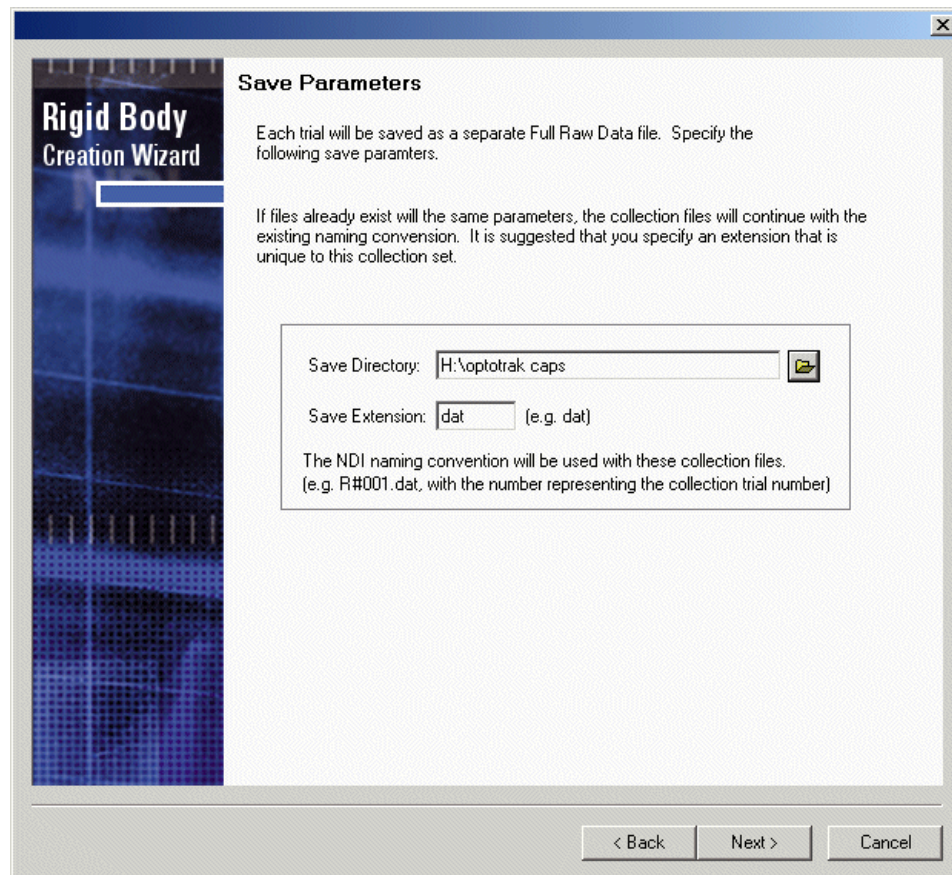 Rigid Body
Creation Wizard
Save Parameters
Each trial will be saved as a separate Full Raw Data file. Specify the
following save paramters.
If files already exist will the same parameters, the collection files will continue with the
existing naming convension. It is suggested that you specify an extension that is
unique to this collection set.
Save Directory: H:\optotrak caps
Save Extension: dat (e.g. dat)
The NDI naming convention will be used with these collection files.
(e.g. R#001.dat, with the number representing the collection trial number)
< Back Next > Cancel